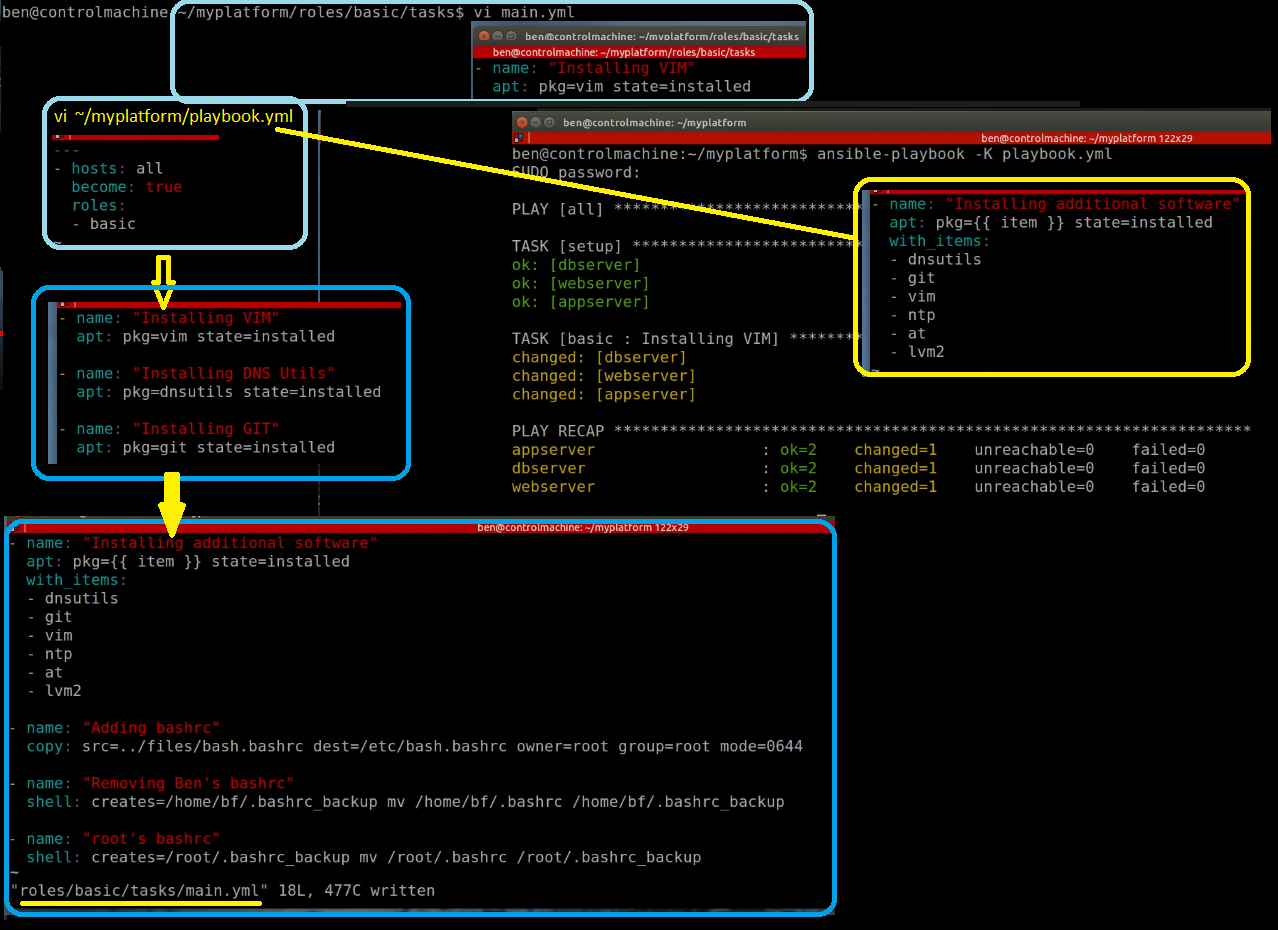 ben@controlmachine:~/myplatform/roles/basic/tasks$ vi main.yml
ben@controlmachine: ~/myplatform/roles/basic/tasks
ben@controlmachine: ~/myplatform/roles/basic/tasks
- name: "Installing VIM"
apt: pkg=vim state=installed
vi ~/myplatform/playbook.yml
---
- hosts: all
become: true
roles:
- basic
~
- name: "Installing VIM"
apt: pkg=vim state=installed
- name: "Installing DNS Utils"
apt: pkg=dnsutils state=installed
- name: "Installing GIT"
apt: pkg=git state=installed
ben@controlmachine: ~/myplatform
ben@controlmachine: ~/myplatform 122x29
ben@controlmachine:~/myplatform$ ansible-playbook -K playbook.yml
SUDO password:
PLAY [all] ***************************
TASK [setup] *************************
ok: [dbserver]
ok: [webserver]
ok: [appserver]
TASK [basic : Installing VIM] ********
changed: [dbserver]
changed: [webserver]
changed: [appserver]
PLAY RECAP *********************************************************************
appserver : ok=2 changed=1 unreachable=0 failed=0
dbserver : ok=2 changed=1 unreachable=0 failed=0
webserver : ok=2 changed=1 unreachable=0 failed=0
- name: "Installing additional software"
apt: pkg={{ item }} state=installed
with_items:
- dnsutils
- git
- vim
- ntp
- at
- lvm2
~
ben@controlmachine: ~/myplatform 122x29
- name: "Installing additional software"
apt: pkg={{ item }} state=installed
with_items:
- dnsutils
- git
- vim
- ntp
- at
- lvm2
- name: "Adding bashrc"
copy: src=../files/bash.bashrc dest=/etc/bash.bashrc owner=root group=root mode=0644
- name: "Removing Ben's bashrc"
shell: creates=/home/bf/.bashrc_backup mv /home/bf/.bashrc /home/bf/.bashrc_backup
- name: "root's bashrc"
shell: creates=/root/.bashrc_backup mv /root/.bashrc /root/.bashrc_backup
~
"roles/basic/tasks/main.yml" 18L, 477C written